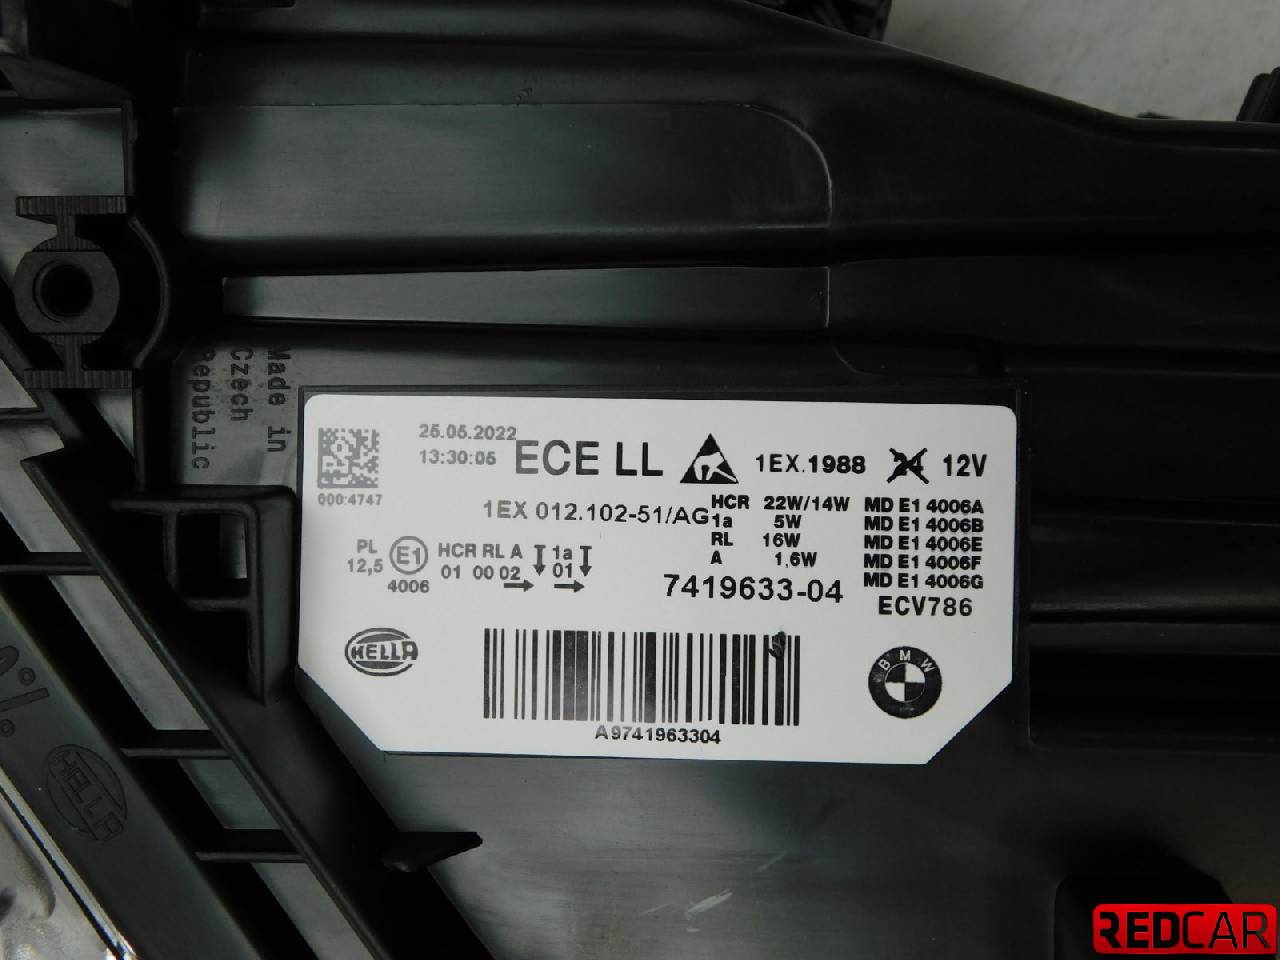 Made in
Czech
Republic
25.05.2022
13:30:05
ECE LL
1EX.1988
24 12V
000:4747
1EX 012.102-51/AG
HCR 22W/14W
1a 5W
RL 16W
A 1,6W
MD E1 4006A
MD E1 4006B
MD E1 4006E
MD E1 4006F
MD E1 4006G
PL
12,5
E1
4006
HCR RL A 1a
01 00 02 01
7419633-04
ECV786
HELLA
BMW
A9741963304
HELLA
REDCAR